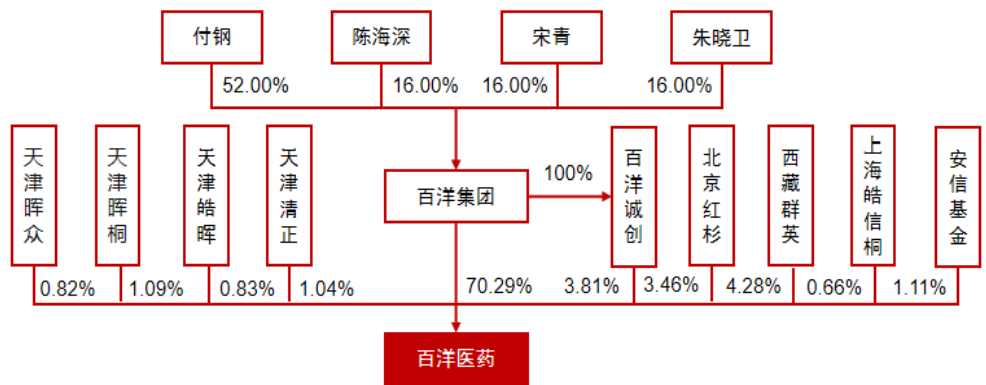 付钢
陈海深
宋青
朱晓卫
52.00%
16.00%
16.00%
16.00%
天津晖众
天津晖桐
天津皓晖
天津清正
百洋集团
100%
百洋诚创
北京红杉
西藏群英
上海皓信桐
安信基金
0.82%
1.09%
0.83%
1.04%
70.29%
3.81%
3.46%
4.28%
0.66%
1.11%
百洋医药